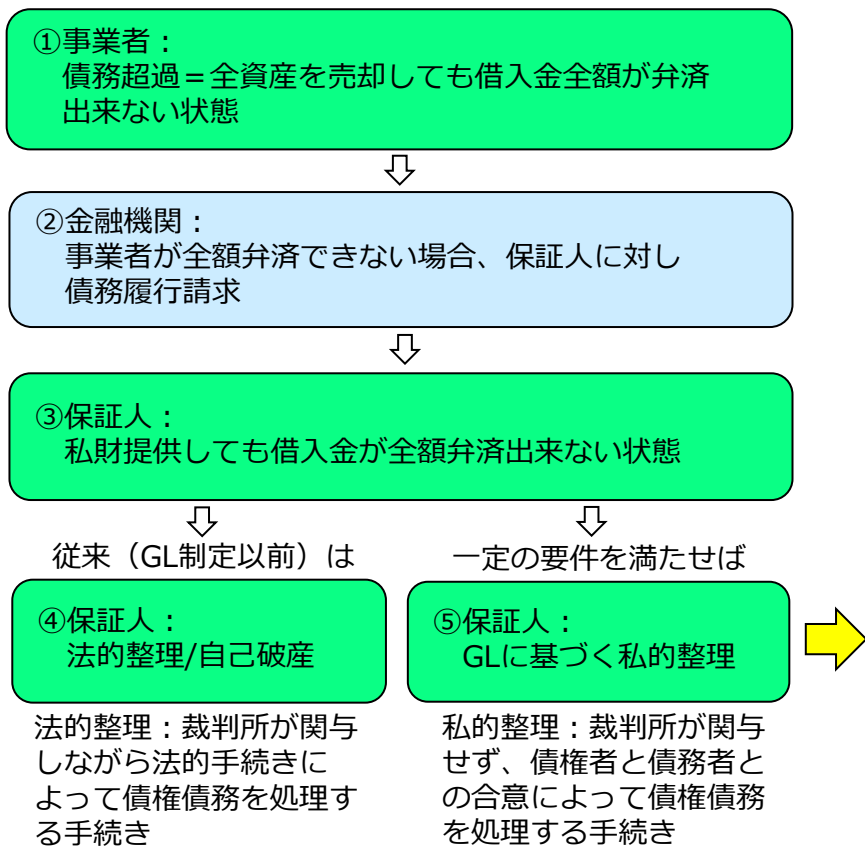 ①事業者：
債務超過＝全資産を売却しても借入金全額が弁済
出来ない状態
②金融機関：
事業者が全額弁済できない場合、保証人に対し
債務履行請求
③保証人：
私財提供しても借入金が全額弁済出来ない状態
従来（GL制定以前）は
④保証人：
法的整理/自己破産
法的整理：裁判所が関与
しながら法的手続きに
よって債権債務を処理す
る手続き
一定の要件を満たせば
⑤保証人：
GLに基づく私的整理
私的整理：裁判所が関与
せず、債権者と債務者と
の合意によって債権債務
を処理する手続き